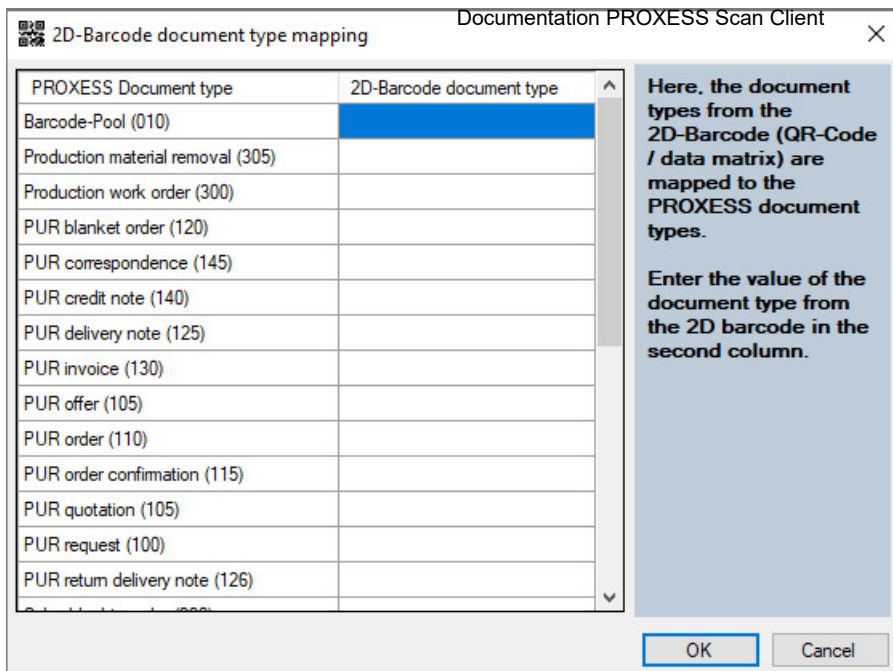 Documentation PROXESS Scan Client
2D-Barcode document type mapping
PROXESS Document type 2D-Barcode document type
Barcode-Pool (010)
Production material removal (305)
Production work order (300)
PUR blanket order (120)
PUR correspondence (145)
PUR credit note (140)
PUR delivery note (125)
PUR invoice (130)
PUR offer (105)
PUR order (110)
PUR order confirmation (115)
PUR quotation (105)
PUR request (100)
PUR return delivery note (126)
Here, the document
types from the
2D-Barcode (QR-Code
/ data matrix) are
mapped to the
PROXESS document
types.
Enter the value of the
document type from
the 2D barcode in the
second column.
OK Cancel